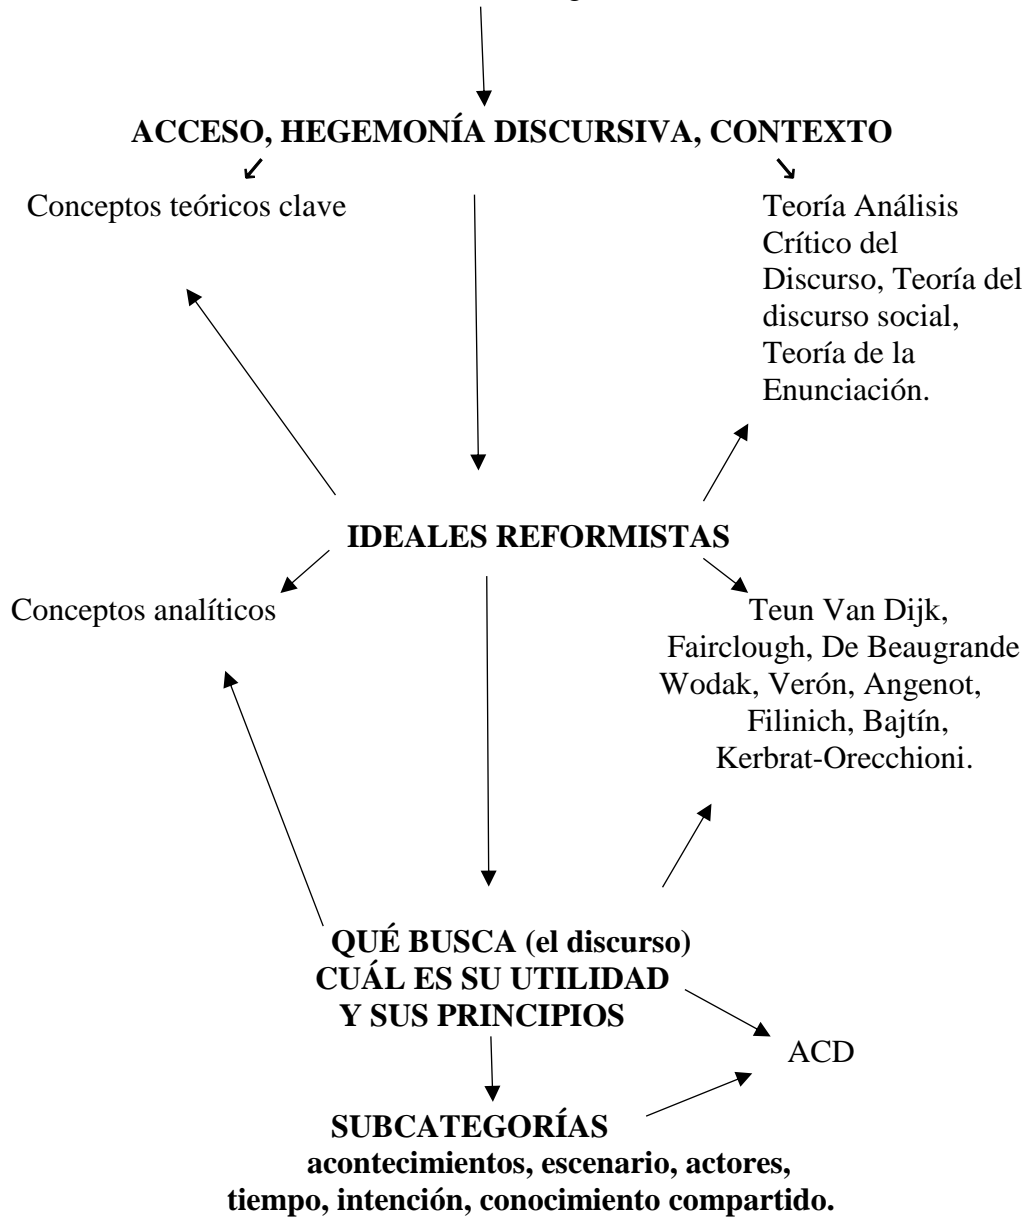 ACCESO, HEGEMONÍA DISCURSIVA, CONTEXTO
Conceptos teóricos clave
Teoría Análisis
Crítico del
Discurso, Teoría del
discurso social,
Teoría de la
Enunciación.
IDEALES REFORMISTAS
Conceptos analíticos
Teun Van Dijk,
Fairclough, De Beaugrande
Wodak, Verón, Angenot,
Filinich, Bajtín,
Kerbrat-Orecchioni.
QUÉ BUSCA (el discurso)
CUÁL ES SU UTILIDAD
Y SUS PRINCIPIOS
ACD
SUBCATEGORÍAS
acontecimientos, escenario, actores,
tiempo, intención, conocimiento compartido.